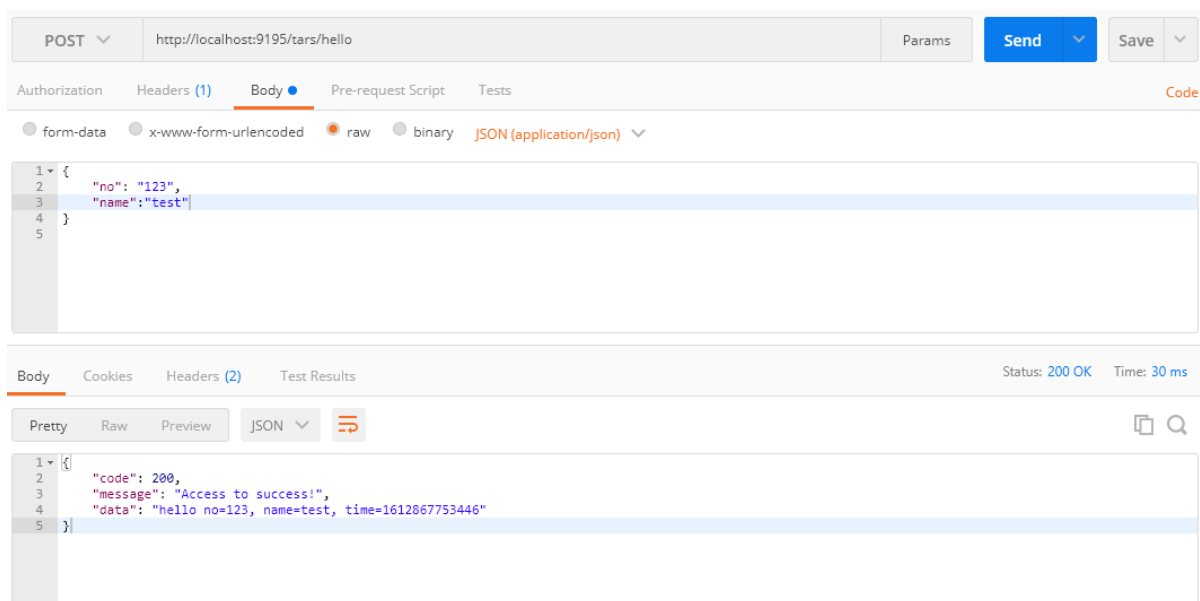 POST http://localhost:9195/tars/hello Params Send Save
Authorization Headers (1) Body Pre-request Script Tests Code
form-data x-www-form-urlencoded raw binary JSON (application/json)
1 {
2 "no": "123",
3 "name":"test"
4 }
5
Body Cookies Headers (2) Test Results Status: 200 OK Time: 30 ms
Pretty Raw Preview JSON
1 {
2 "code": 200,
3 "message": "Access to success!",
4 "data": "hello no=123, name=test, time=1612867753446"
5 }